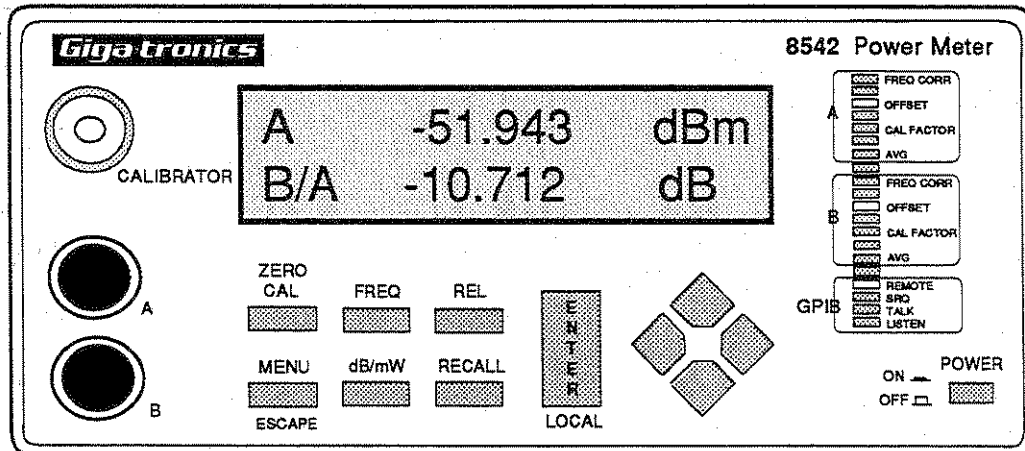 Giga-tronics
8542 Power Meter
CALIBRATOR
A -51.943 dBm
B/A -10.712 dB
A
FREQ CORR
OFFSET
CAL FACTOR
AVG
B
FREQ CORR
OFFSET
CAL FACTOR
AVG
GPIB
REMOTE
SRQ
TALK
LISTEN
A
B
ZERO
CAL
FREQ
REL
MENU
dB/mW
RECALL
ESCAPE
ENTER
LOCAL
ON
OFF
POWER